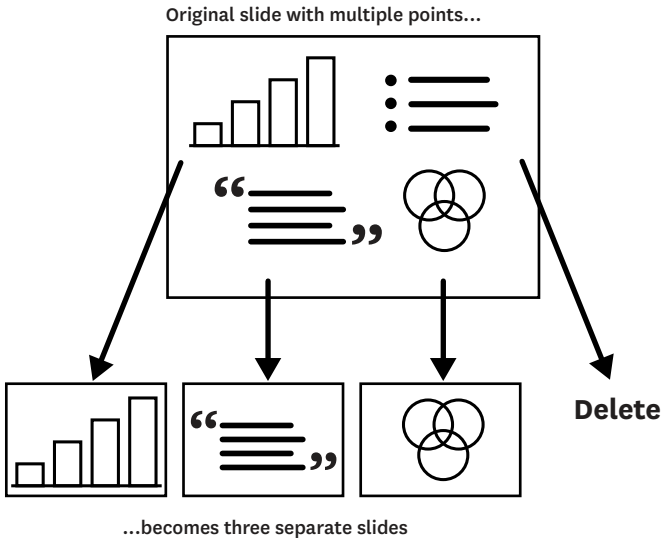 Original slide with multiple points...
“
”
“
”
Delete
...becomes three separate slides